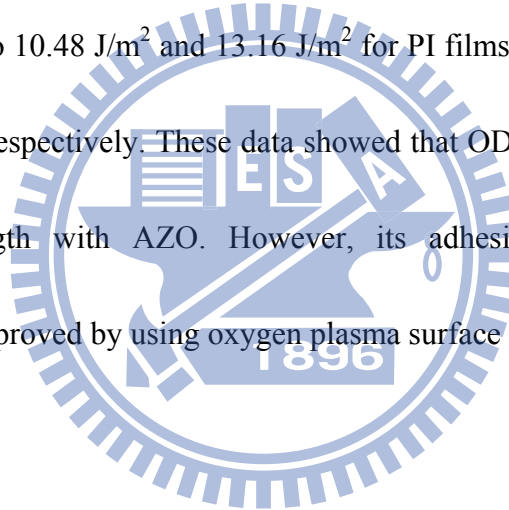 o 10.48 J/m² and 13.16 J/m² for PI films
espectively. These data showed that OD
E S A
gth with AZO. However, its adhesi
proved by using oxygen plasma surface
1896